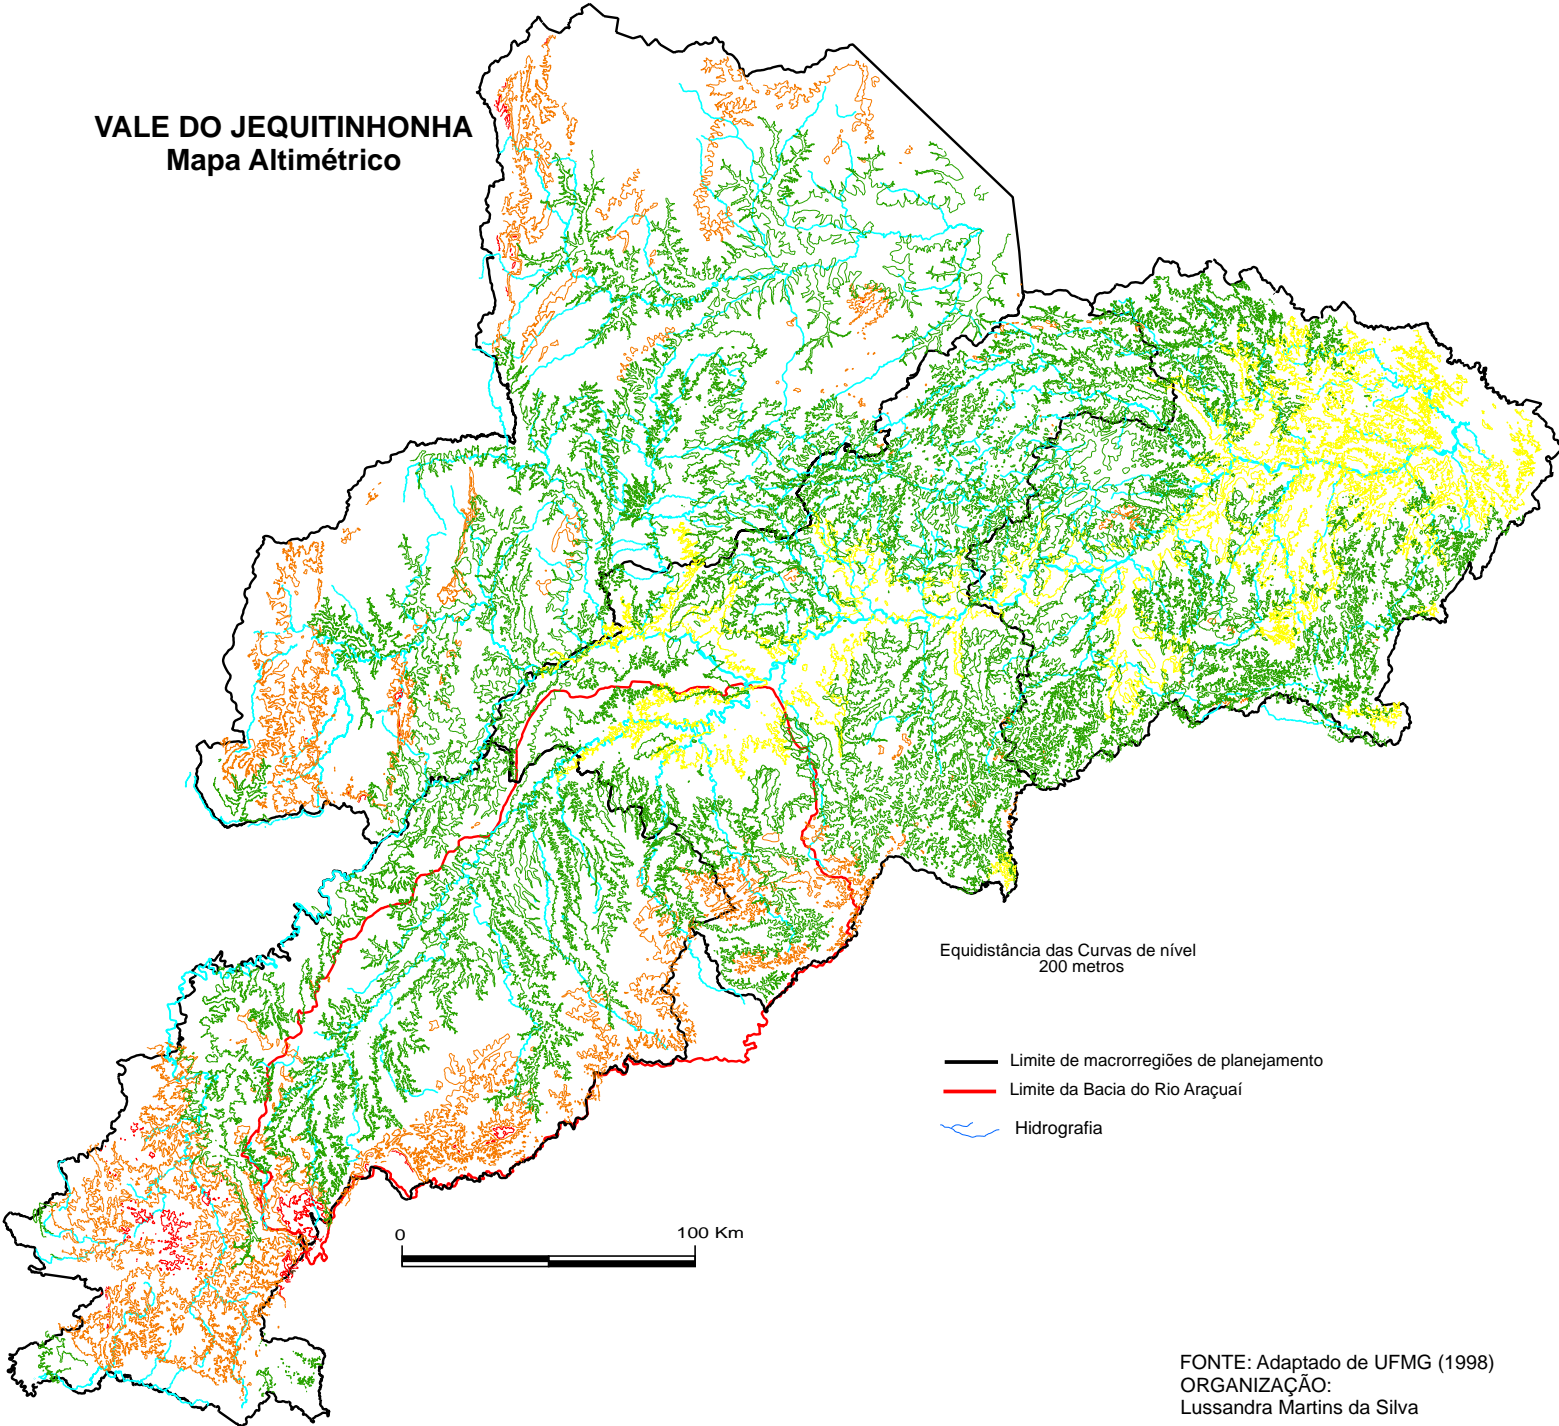 VALE DO JEQUITINHONHA
Mapa Altimétrico
Equidistância das Curvas de nível
200 metros
Limite de macrorregiões de planejamento
Limite da Bacia do Rio Araçuaí
Hidrografia
0 100 Km
FONTE: Adaptado de UFMG (1998)
ORGANIZAÇÃO:
Lussandra Martins da Silva